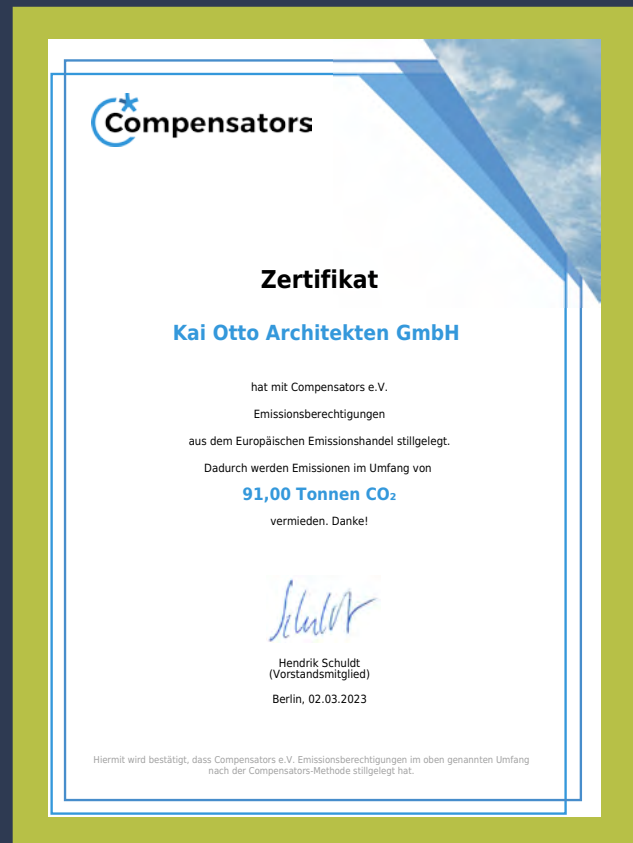 Compensators
Zertifikat
Kai Otto Architekten GmbH
hat mit Compensators e.V.
Emissionsberechtigungen
aus dem Europäischen Emissionshandel stillgelegt.
Dadurch werden Emissionen im Umfang von
91,00 Tonnen CO₂
vermieden. Danke!
Schuldt
Hendrik Schuldt
(Vorstandsmitglied)
Berlin, 02.03.2023
Hiermit wird bestätigt, dass Compensators e.V. Emissionsberechtigungen im oben genannten Umfang
nach der Compensators-Methode stillgelegt hat.